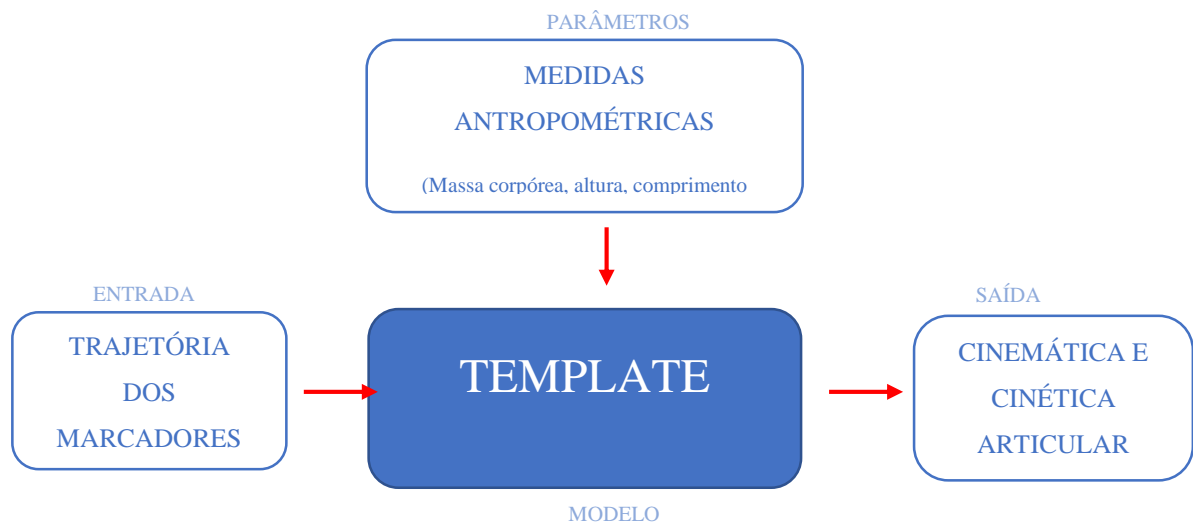 PARÂMETROS
MEDIDAS
ANTROPOMÉTRICAS
(Massa corpórea, altura, comprimento
ENTRADA
TRAJETÓRIA
DOS
MARCADORES
TEMPLATE
MODELO
SAÍDA
CINEMÁTICA E
CINÉTICA
ARTICULAR